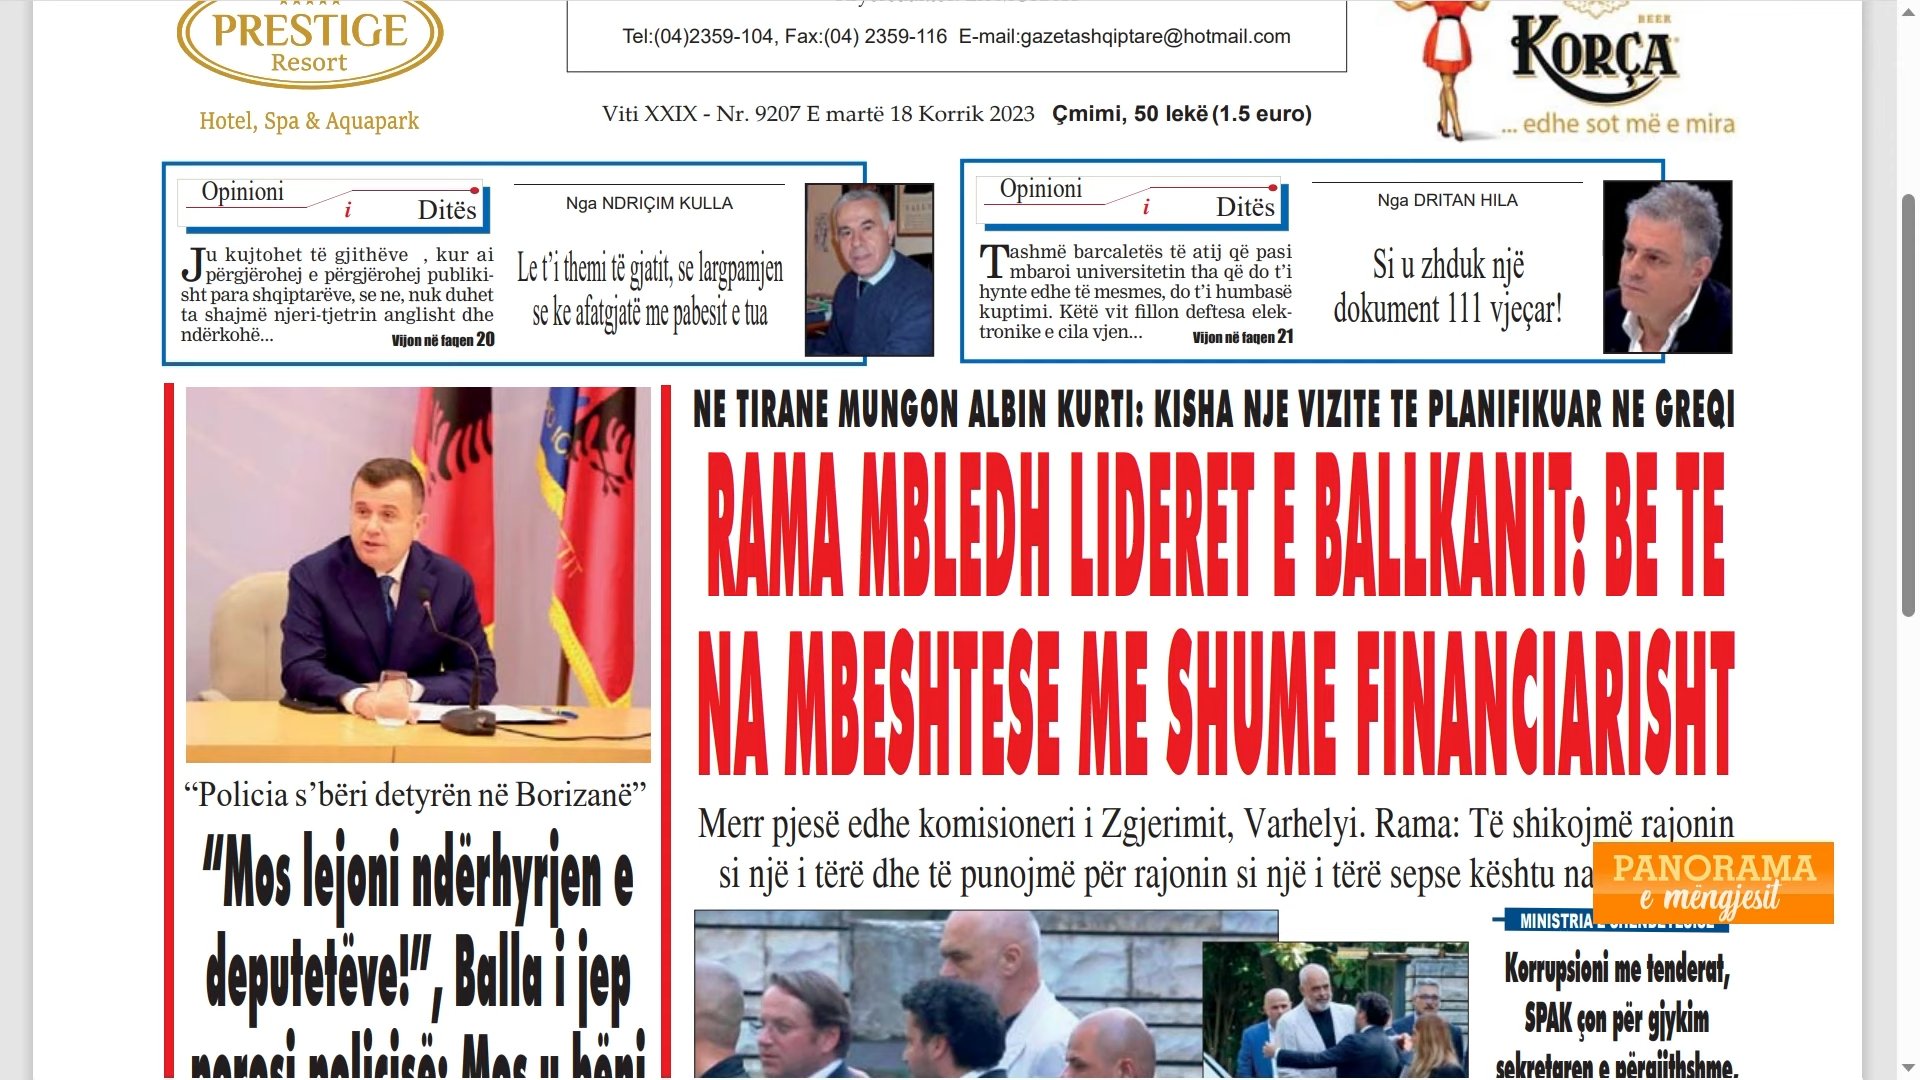 PRESTIGE
Resort
Hotel, Spa & Aquapark
Tel:(04)2359-104, Fax:(04) 2359-116 E-mail:gazetashqiptare@hotmail.com
Viti XXIX - Nr. 9207 E martë 18 Korrik 2023 Çmimi, 50 lekë (1.5 euro)
BEER
KORÇA
... edhe sot më e mira
Opinioni
i
Ditës
Ju kujtohet të gjithëve , kur ai
përgjërohej e përgjërohej publiki-
sht para shqiptarëve, se ne, nuk duhet
ta shajmë njeri-tjetrin anglisht dhe
ndërkohë...
Vijon në faqen 20
Nga NDRIÇIM KULLA
Le t’i themi të gjatit, se largpamjen
se ke afatgjatë me pabesit e tua
Opinioni
i
Ditës
Tashmë barcaletës të atij që pasi
mbaroi universitetin tha që do t’i
hynte edhe të mesmes, do t’i humbasë
kuptimi. Këtë vit fillon deftesa elek-
tronike e cila vjen...
Vijon në faqen 21
Nga DRITAN HILA
Si u zhduk një
dokument 111 vjeçar!
“Policia s’bëri detyrën në Borizanë”
“Mos lejoni ndërhyrjen e
deputetëve!”, Balla i jep
porosi policisë: Mos u bëni
NE TIRANE MUNGON ALBIN KURTI: KISHA NJE VIZITE TE PLANIFIKUAR NE GREQI
RAMA MBLEDH LIDERET E BALLKANIT: BE TE
NA MBESHTESE ME SHUME FINANCIARISHT
Merr pjesë edhe komisioneri i Zgjerimit, Varhelyi. Rama: Të shikojmë rajonin
si një i tërë dhe të punojmë për rajonin si një i tërë sepse kështu na
PANORAMA
e mëngjesit
MINISTRIA E SHENDETESISE
Korrupsioni me tenderat,
SPAK çon për gjykim
sekretaren e përgjithshme,